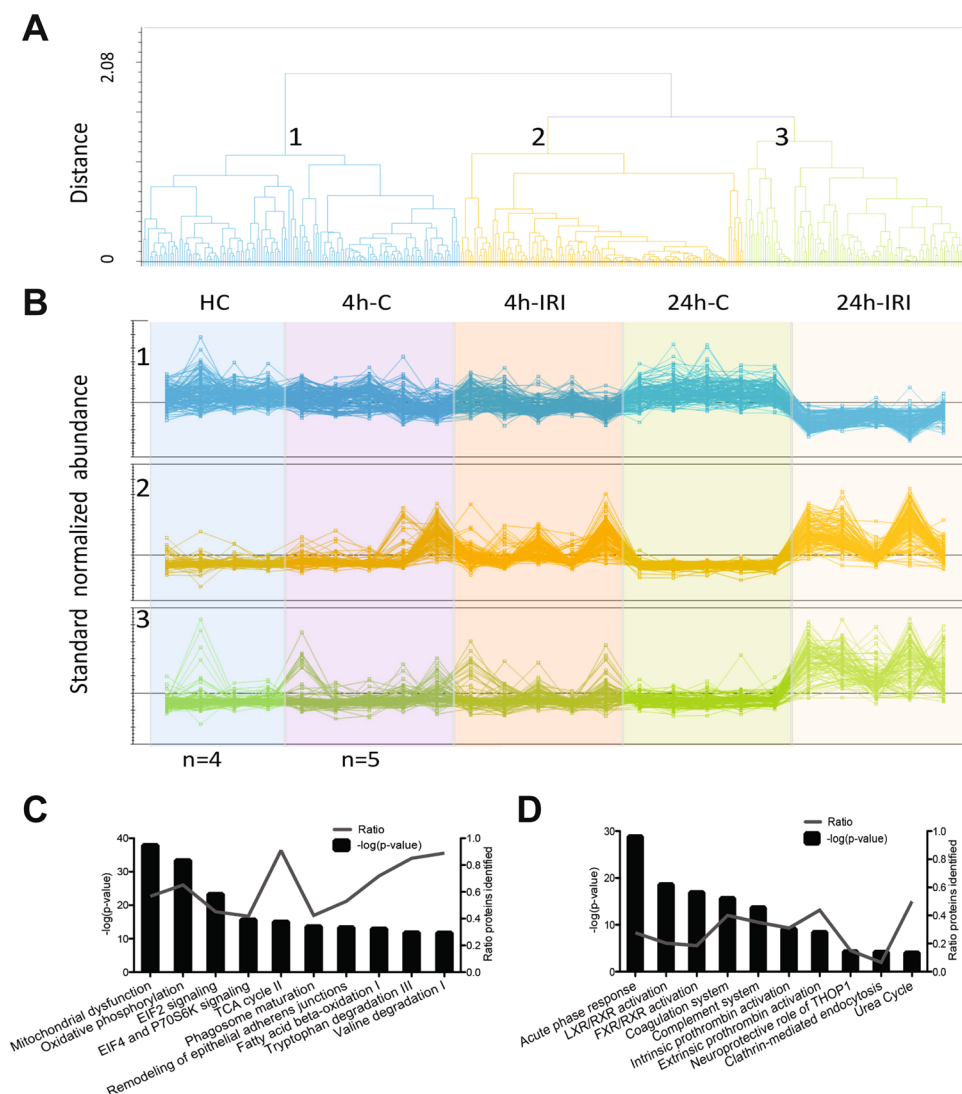 A
2.08
Distance
0
1
2
3
B
HC 4h-C 4h-IRI 24h-C 24h-IRI
Standard normalized abundance
1
2
3
n=4 n=5
C
Ratio
-log(p-value)
-log(p-value)
40
30
20
10
0
Ratio proteins identified
1.0
0.8
0.6
0.4
0.2
0.0
Mitochondrial dysfunction
Oxidative phosphorylation
EIF2 signaling
EIF4 and P70S6K signaling
TCA cycle II
Phagosome maturation
Remodeling of epithelial adherens junctions
Fatty acid beta-oxidation I
Tryptophan degradation III
Valine degradation I
D
Ratio
-log(p-value)
-log(p-value)
30
20
10
0
Ratio proteins identified
1.0
0.8
0.6
0.4
0.2
0.0
Acute phase response
LXR/RXR activation
FXR/RXR activation
Coagulation system
Complement system
Intrinsic prothrombin activation
Extrinsic prothrombin activation
Neuroprotective role of THOP1
Clathrin-mediated endocytosis
Urea Cycle